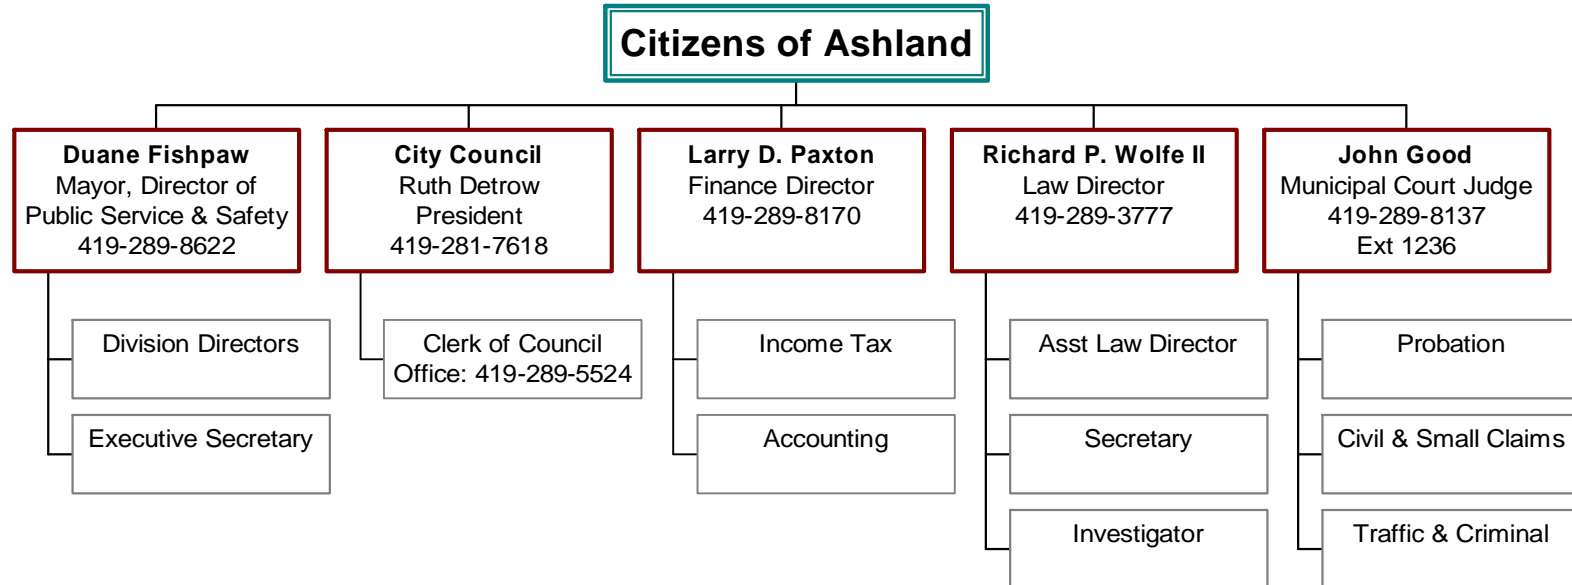 Citizens of Ashland
Duane Fishpaw
Mayor, Director of
Public Service & Safety
419-289-8622
City Council
Ruth Detrow
President
419-281-7618
Larry D. Paxton
Finance Director
419-289-8170
Richard P. Wolfe II
Law Director
419-289-3777
John Good
Municipal Court Judge
419-289-8137
Ext 1236
Division Directors
Executive Secretary
Clerk of Council
Office: 419-289-5524
Income Tax
Accounting
Asst Law Director
Secretary
Investigator
Probation
Civil & Small Claims
Traffic & Criminal